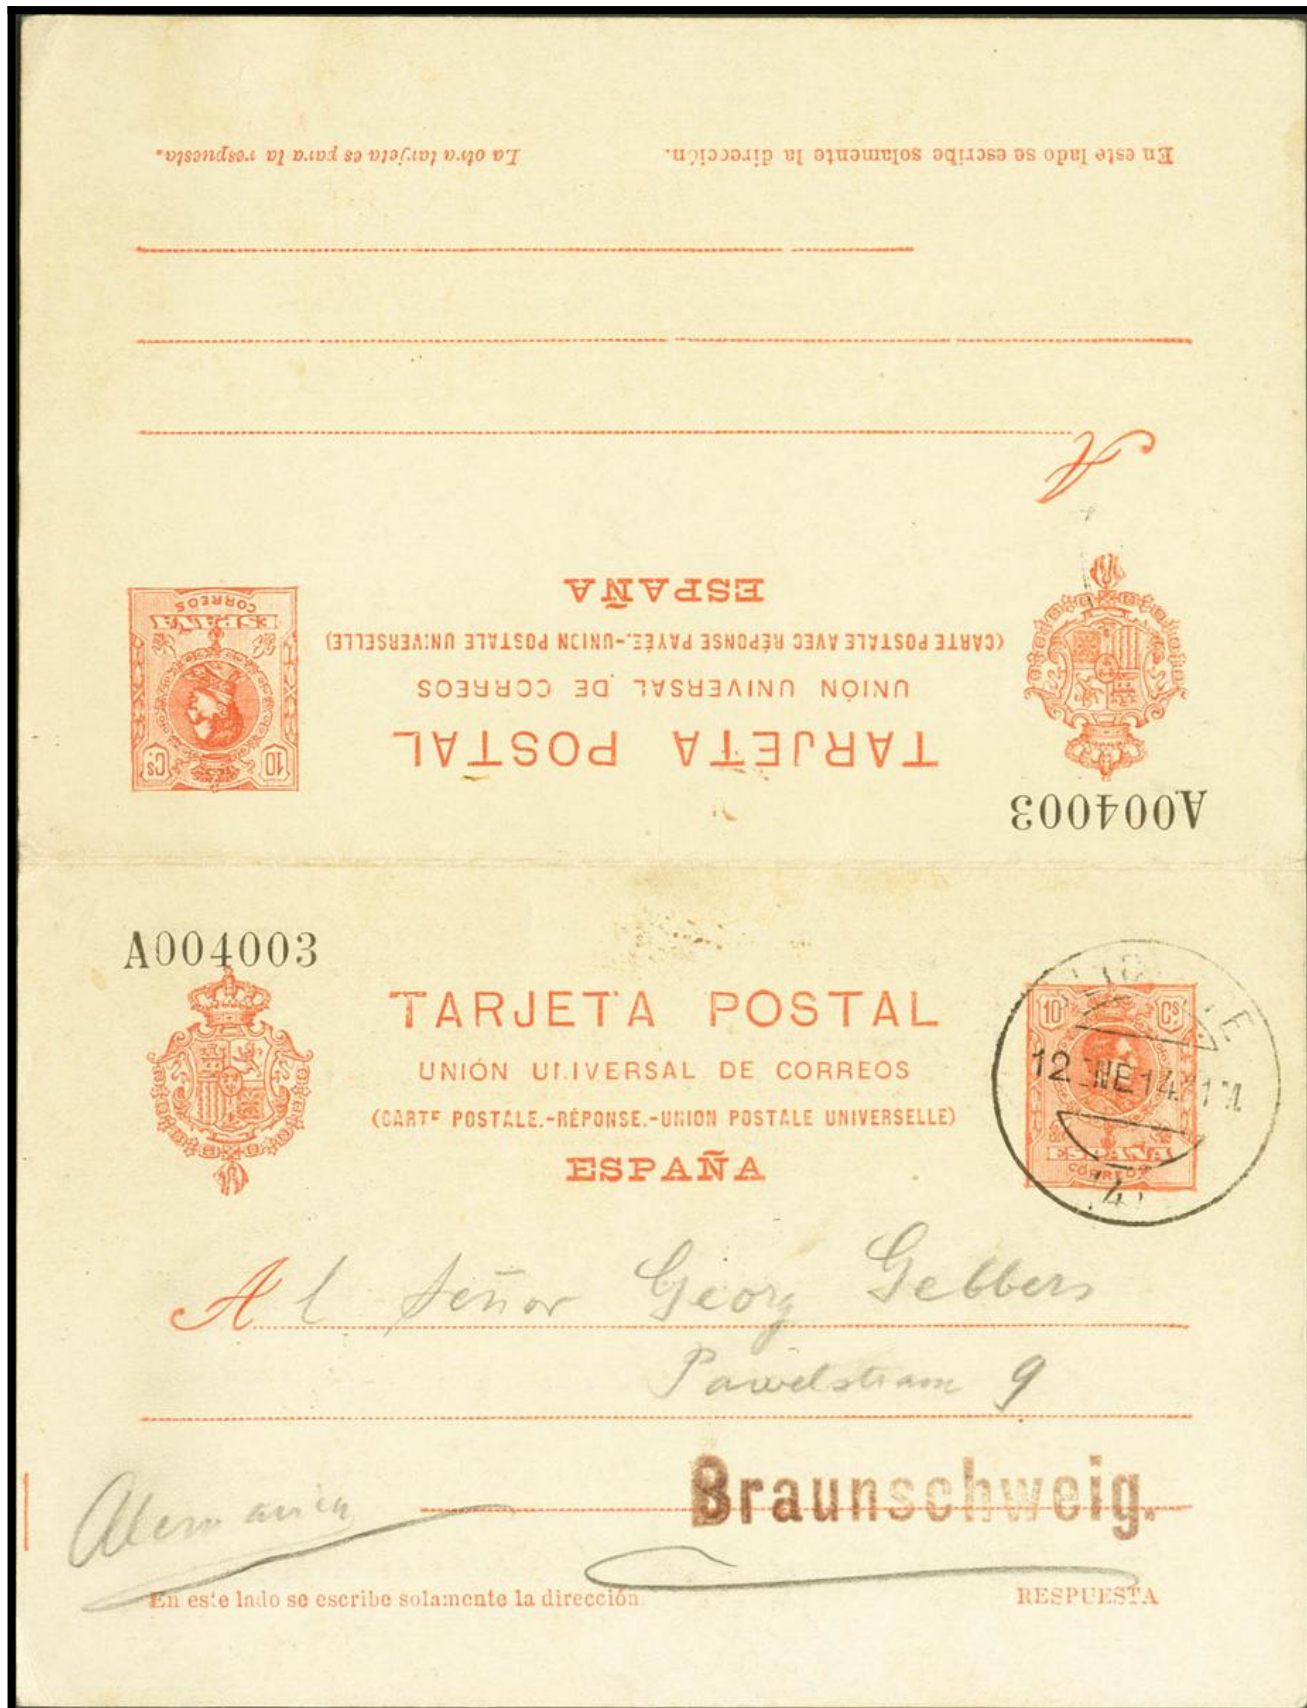 En este lado se escribe solamente la dirección.
La otra tarjeta es para la respuesta.
A
ESPAÑA
(CARTE POSTALE AVEC RÉPONSE PAYÉE.-UNION POSTALE UNIVERSELLE)
UNIÓN UNIVERSAL DE CORREOS
TARJETA POSTAL
CORREOS
ESPAÑA
10 Cs
A004003
A004003
TARJETA POSTAL
UNIÓN UNIVERSAL DE CORREOS
(CARTE POSTALE.-RÉPONSE.-UNION POSTALE UNIVERSELLE)
ESPAÑA
10 Cs
ESPAÑA
CORREOS
12 ENE 14
Al Señor Georg Gebbers
9
Braunschweig.
Alemania
En este lado se escribe solamente la dirección.
RESPUESTA